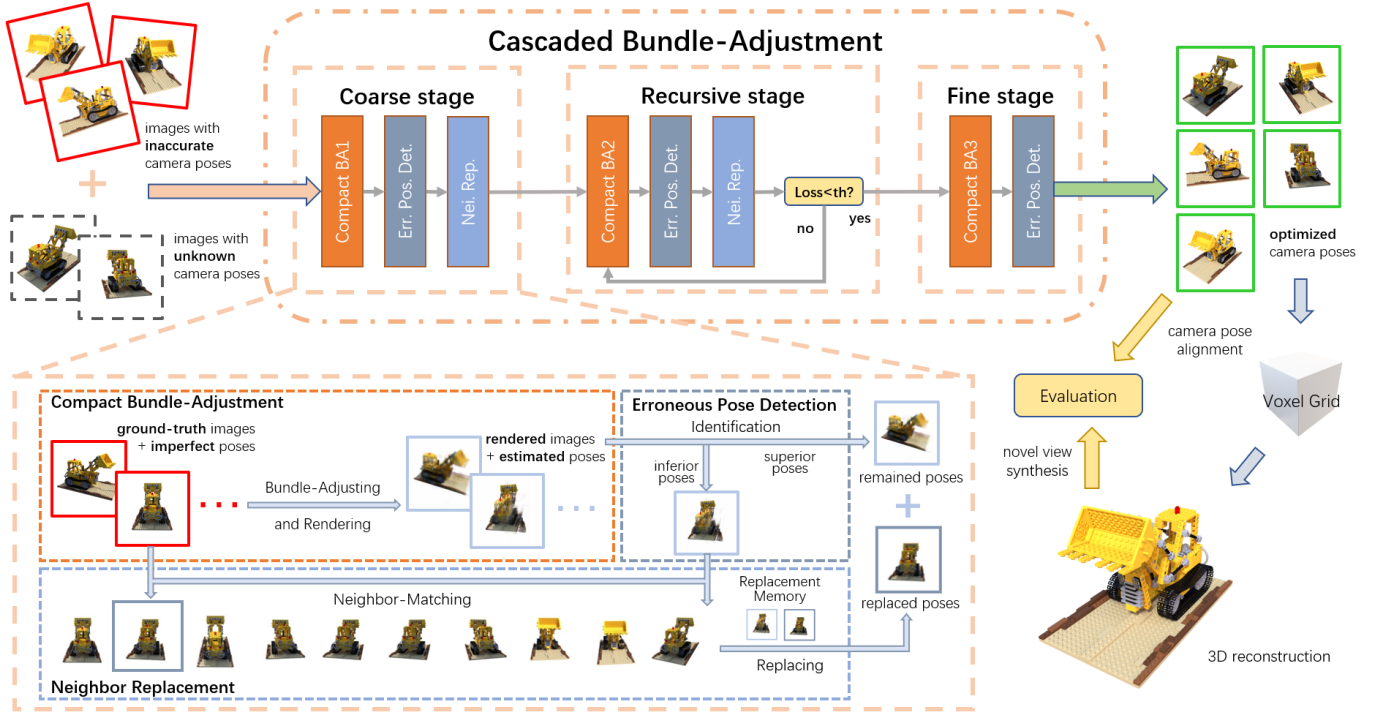 Cascaded Bundle-Adjustment
images with
inaccurate
camera poses
images with
unknown
camera poses
Coarse stage
Compact BA1
Err. Pos. Det.
Nei. Rep.
Recursive stage
Compact BA2
Err. Pos. Det.
Nei. Rep.
Loss<th?
no
yes
Fine stage
Compact BA3
Err. Pos. Det.
optimized
camera poses
camera pose
alignment
Evaluation
Voxel Grid
novel view
synthesis
3D reconstruction
Compact Bundle-Adjustment
ground-truth images
+ imperfect poses
Bundle-Adjusting
and Rendering
rendered images
+ estimated poses
Erroneous Pose Detection
Identification
inferior
poses
superior
poses
remained poses
replaced poses
Neighbor-Matching
Replacement
Memory
Replacing
Neighbor Replacement